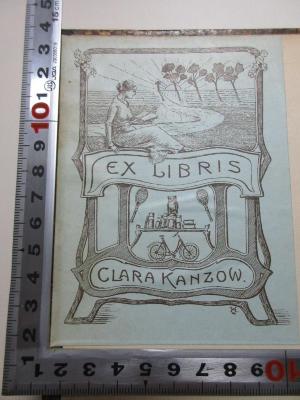 EX LIBRIS
CLARA KANZOW.